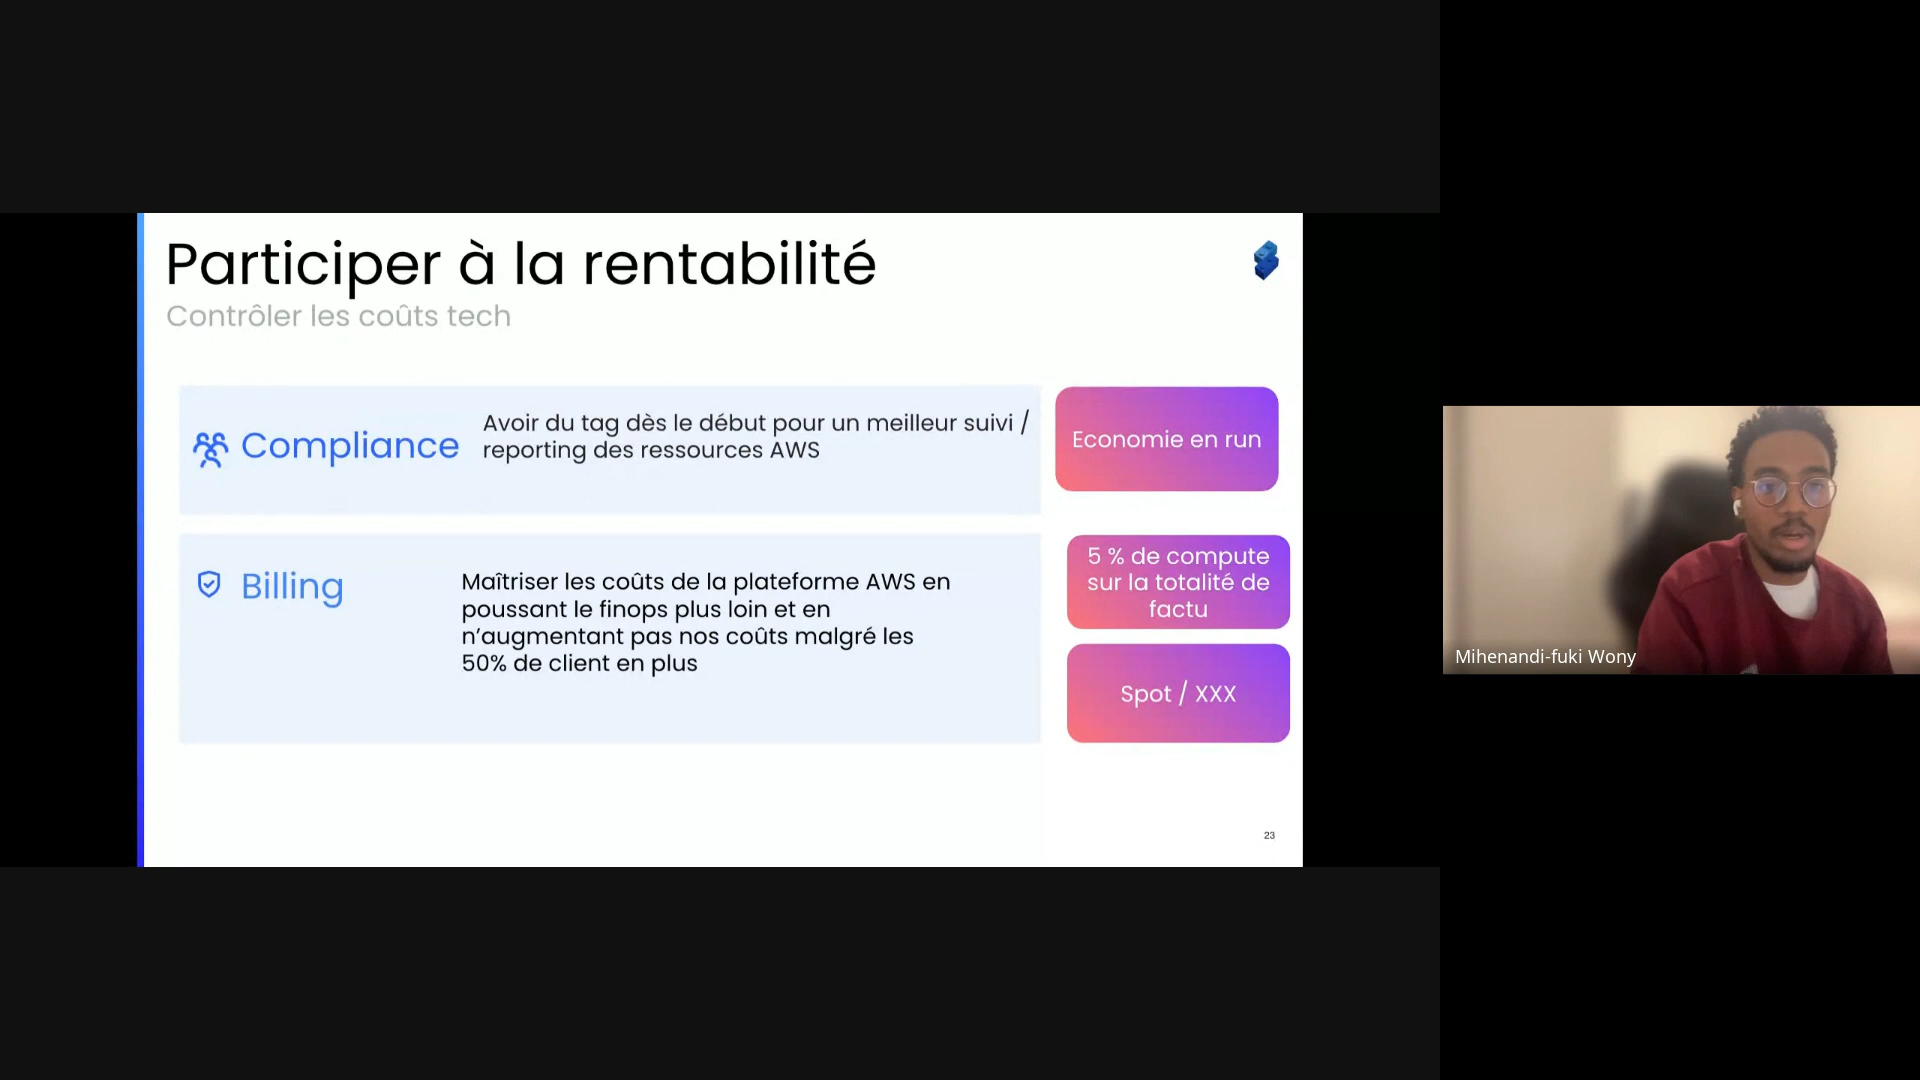 Participer à la rentabilité
Contrôler les coûts tech
Compliance
Avoir du tag dès le début pour un meilleur suivi /
reporting des ressources AWS
Economie en run
Billing
Maîtriser les coûts de la plateforme AWS en
poussant le finops plus loin et en
n’augmentant pas nos coûts malgré les
50% de client en plus
5 % de compute
sur la totalité de
factu
Spot / XXX
23
Mihenandi-fuki Wony